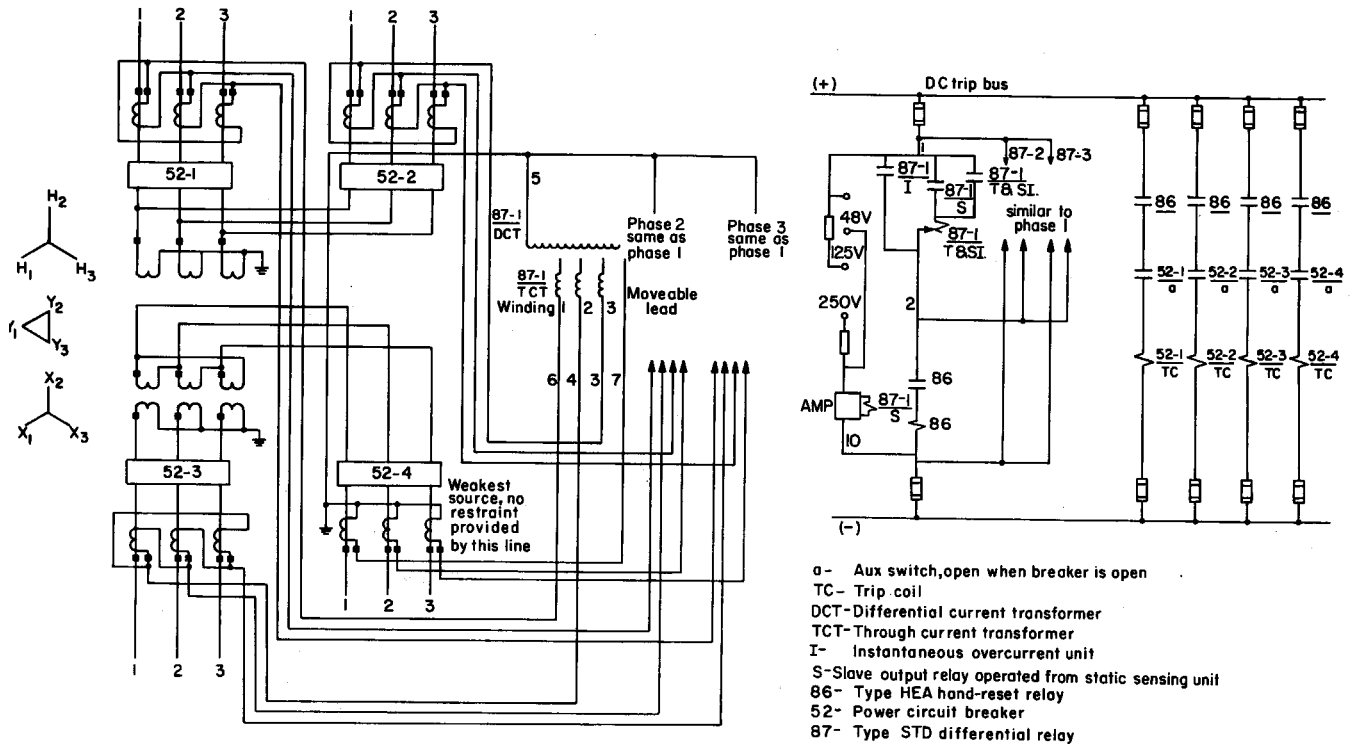 1 2 3
1 2 3
52-1
52-2
H2
H1 H3
Y2
Y1
Y3
X2
X1 X3
5
87-1
DCT
Phase 2
same as
phase 1
Phase 3
same as
phase 1
87-1
TCT
Winding 1 2 3
Moveable
lead
6 4 3 7
52-3
52-4
Weakest
source, no
restraint
provided
by this line
1 2 3
1 2 3
(+) DC trip bus
1
87-2 87-3
87-1
I
87-1
S
87-1
T & SI.
87-1
T&SI.
similar to
phase 1
48V
125V
250V
2
86
AMP
87-1
S
86
10
86 86 86 86
52-1
a
52-2
a
52-3
a
52-4
a
52-1
TC
52-2
TC
52-3
TC
52-4
TC
(-)
a- Aux switch, open when breaker is open
TC- Trip coil
DCT-Differential current transformer
TCT-Through current transformer
I- Instantaneous overcurrent unit
S-Slave output relay operated from static sensing unit
86- Type HEA hand-reset relay
52- Power circuit breaker
87- Type STD differential relay